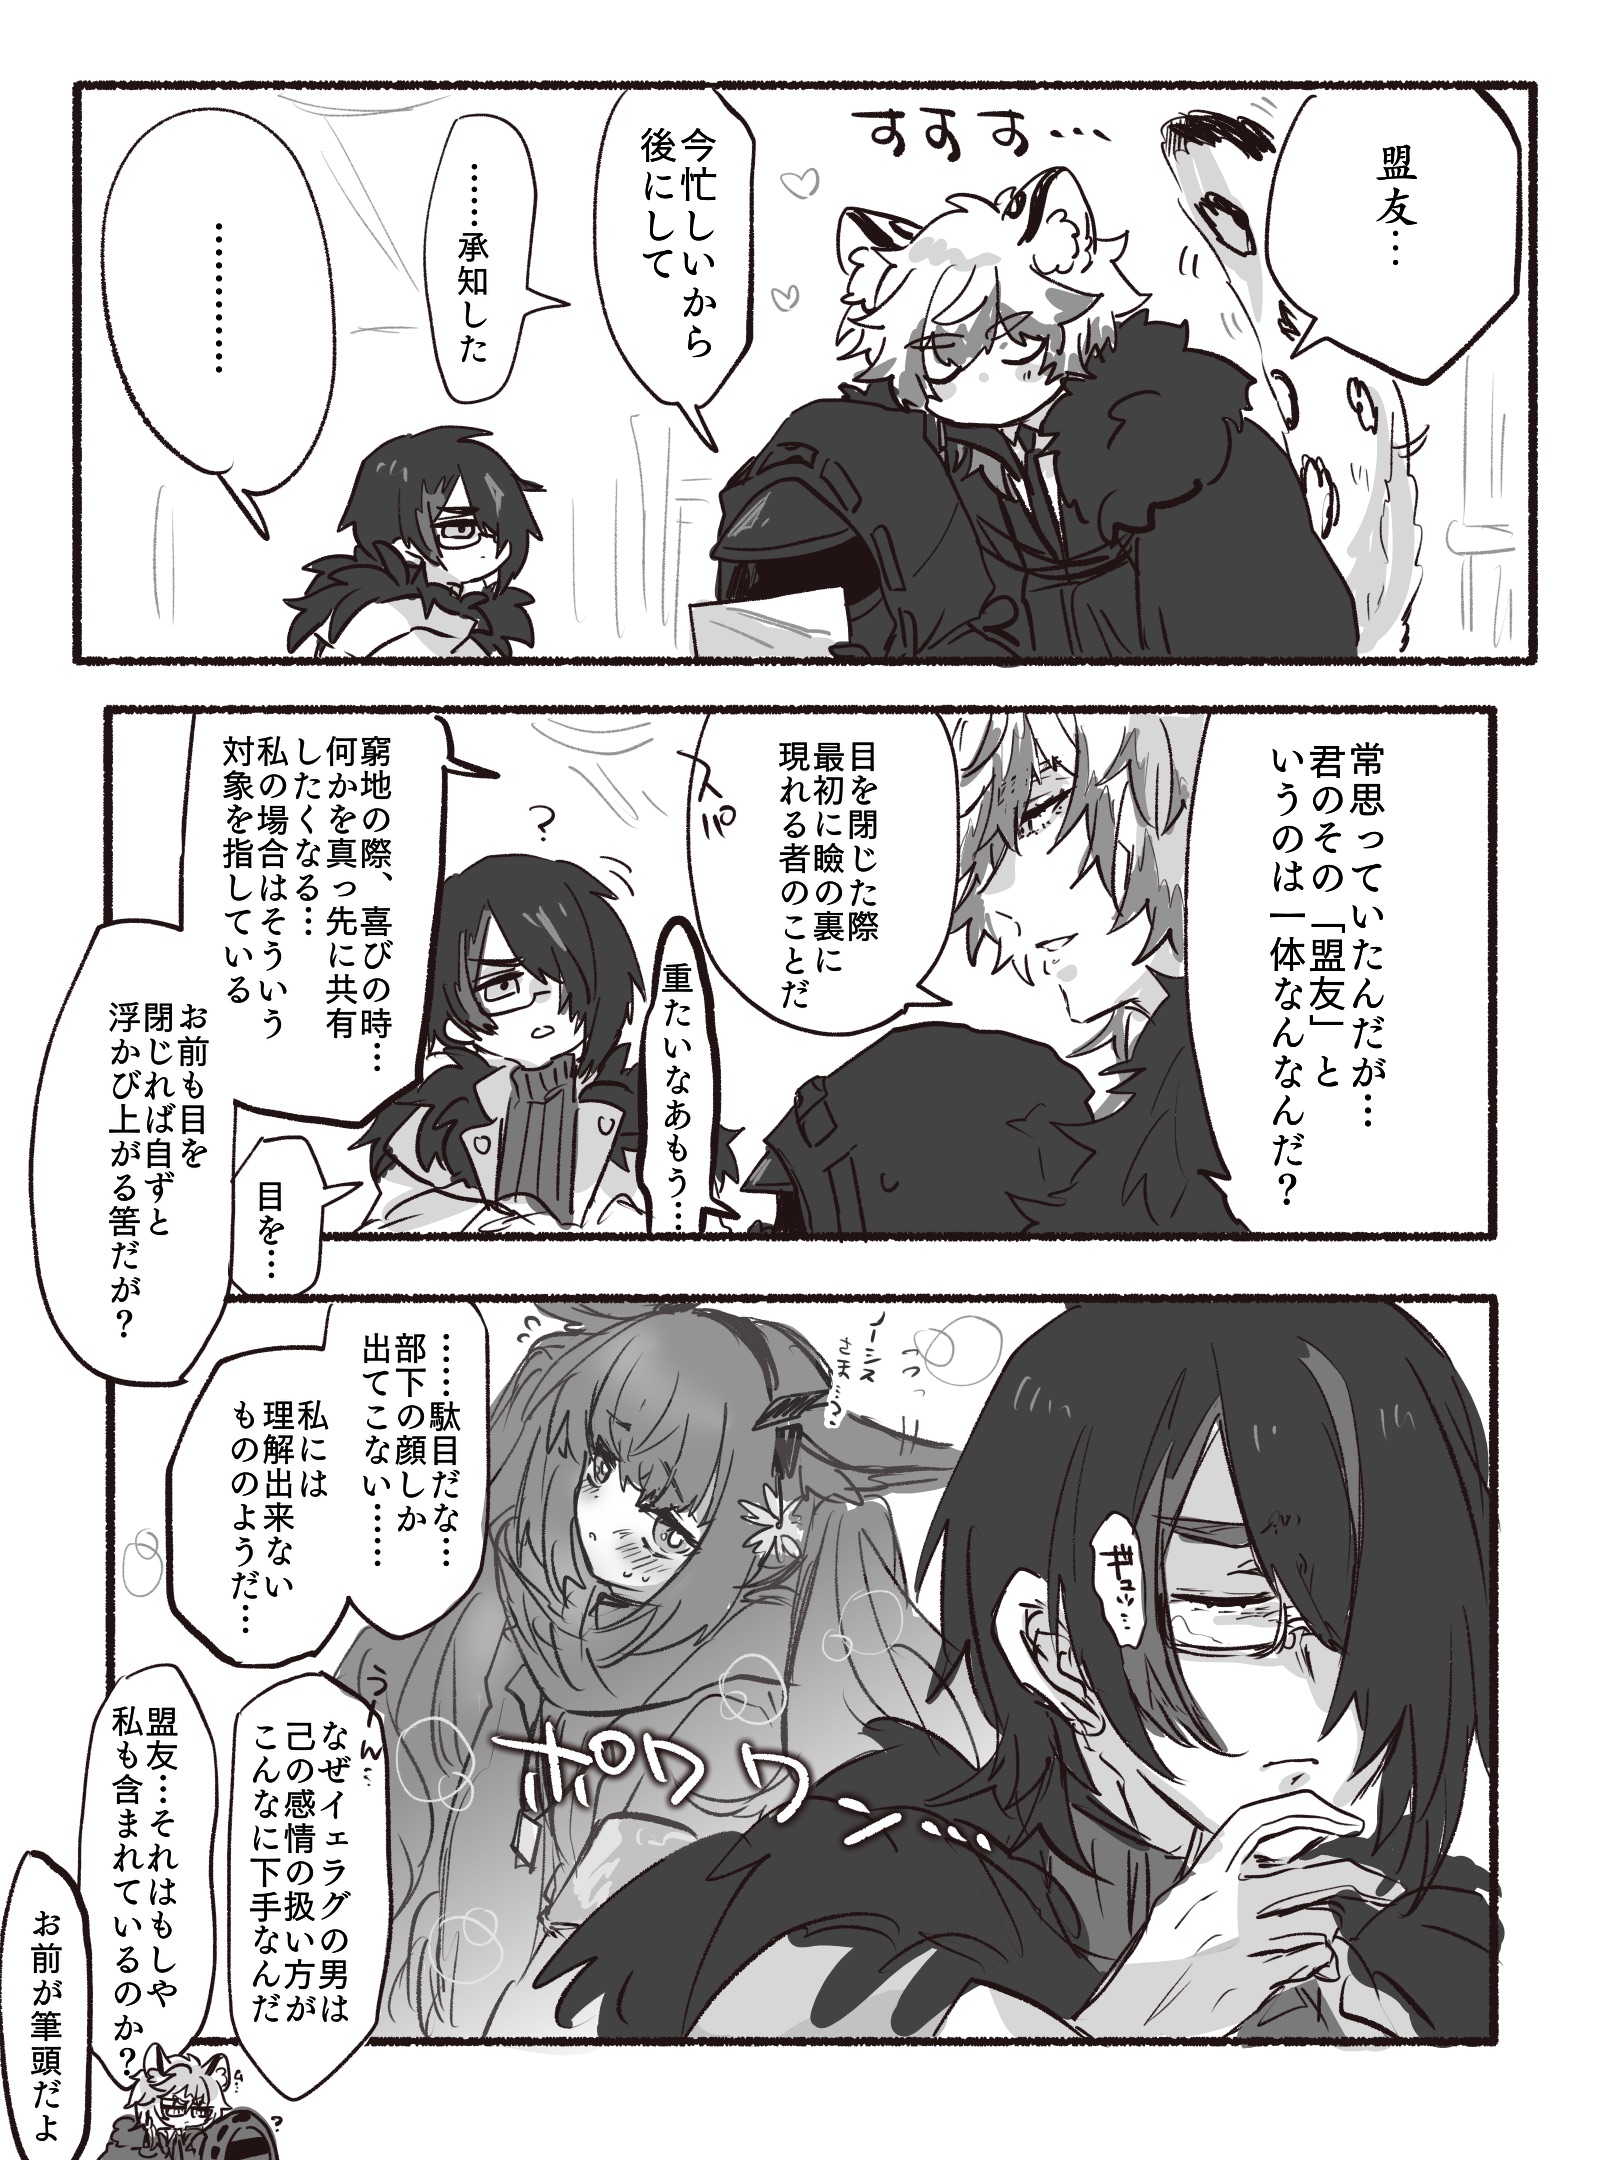 盟友…
すすす…
今忙しいから
後にして
……承知した
…………
常思っていたんだが…
君のその「盟友」と
いうのは一体なんなんだ？
目を閉じた際
最初に瞼の裏に
現れる者のことだ
ズバ
重たいなあもう…
？
窮地の際、喜びの時…
何かを真っ先に共有
したくなる…
私の場合はそういう
対象を指している
お前も目を
閉じれば自ずと
浮かび上がる筈だが？
目を…
ギュッ…
ノーシス
さま…？
ポワワン…
……駄目だな…
部下の顔しか
出てこない……
私には
理解出来ない
もののようだ…
うーん…
なぜイェラグの男は
己の感情の扱い方が
こんなに下手なんだ
盟友…それはもしや
私も含まれているのか？
？
お前が筆頭だよ